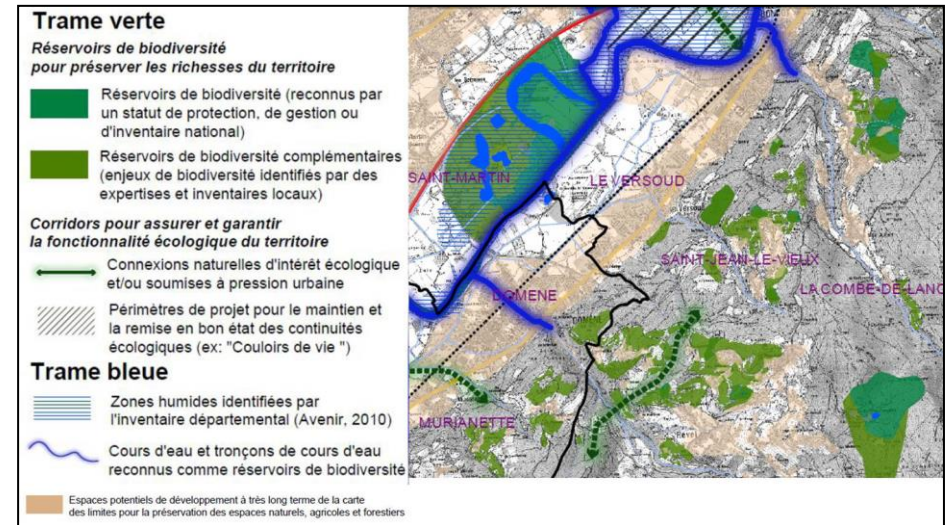 Trame verte
Réservoirs de biodiversité
pour préserver les richesses du territoire
Réservoirs de biodiversité (reconnus par
un statut de protection, de gestion ou
d'inventaire national)
Réservoirs de biodiversité complémentaires
(enjeux de biodiversité identifiés par des
expertises et inventaires locaux)
Corridors pour assurer et garantir
la fonctionnalité écologique du territoire
Connexions naturelles d'intérêt écologique
et/ou soumises à pression urbaine
Périmètres de projet pour le maintien et
la remise en bon état des continuités
écologiques (ex: "Couloirs de vie ")
Trame bleue
Zones humides identifiées par
l'inventaire départemental (Avenir, 2010)
Cours d'eau et tronçons de cours d'eau
reconnus comme réservoirs de biodiversité
Espaces potentiels de développement à très long terme de la carte
des limites pour la préservation des espaces naturels, agricoles et forestiers
SAINT-MARTIN
LE VERSOUD
SAINT-JEAN-LE-VIEUX
LA COMBE-DE-LANC
DOMENE
MURIANETTE
Revel